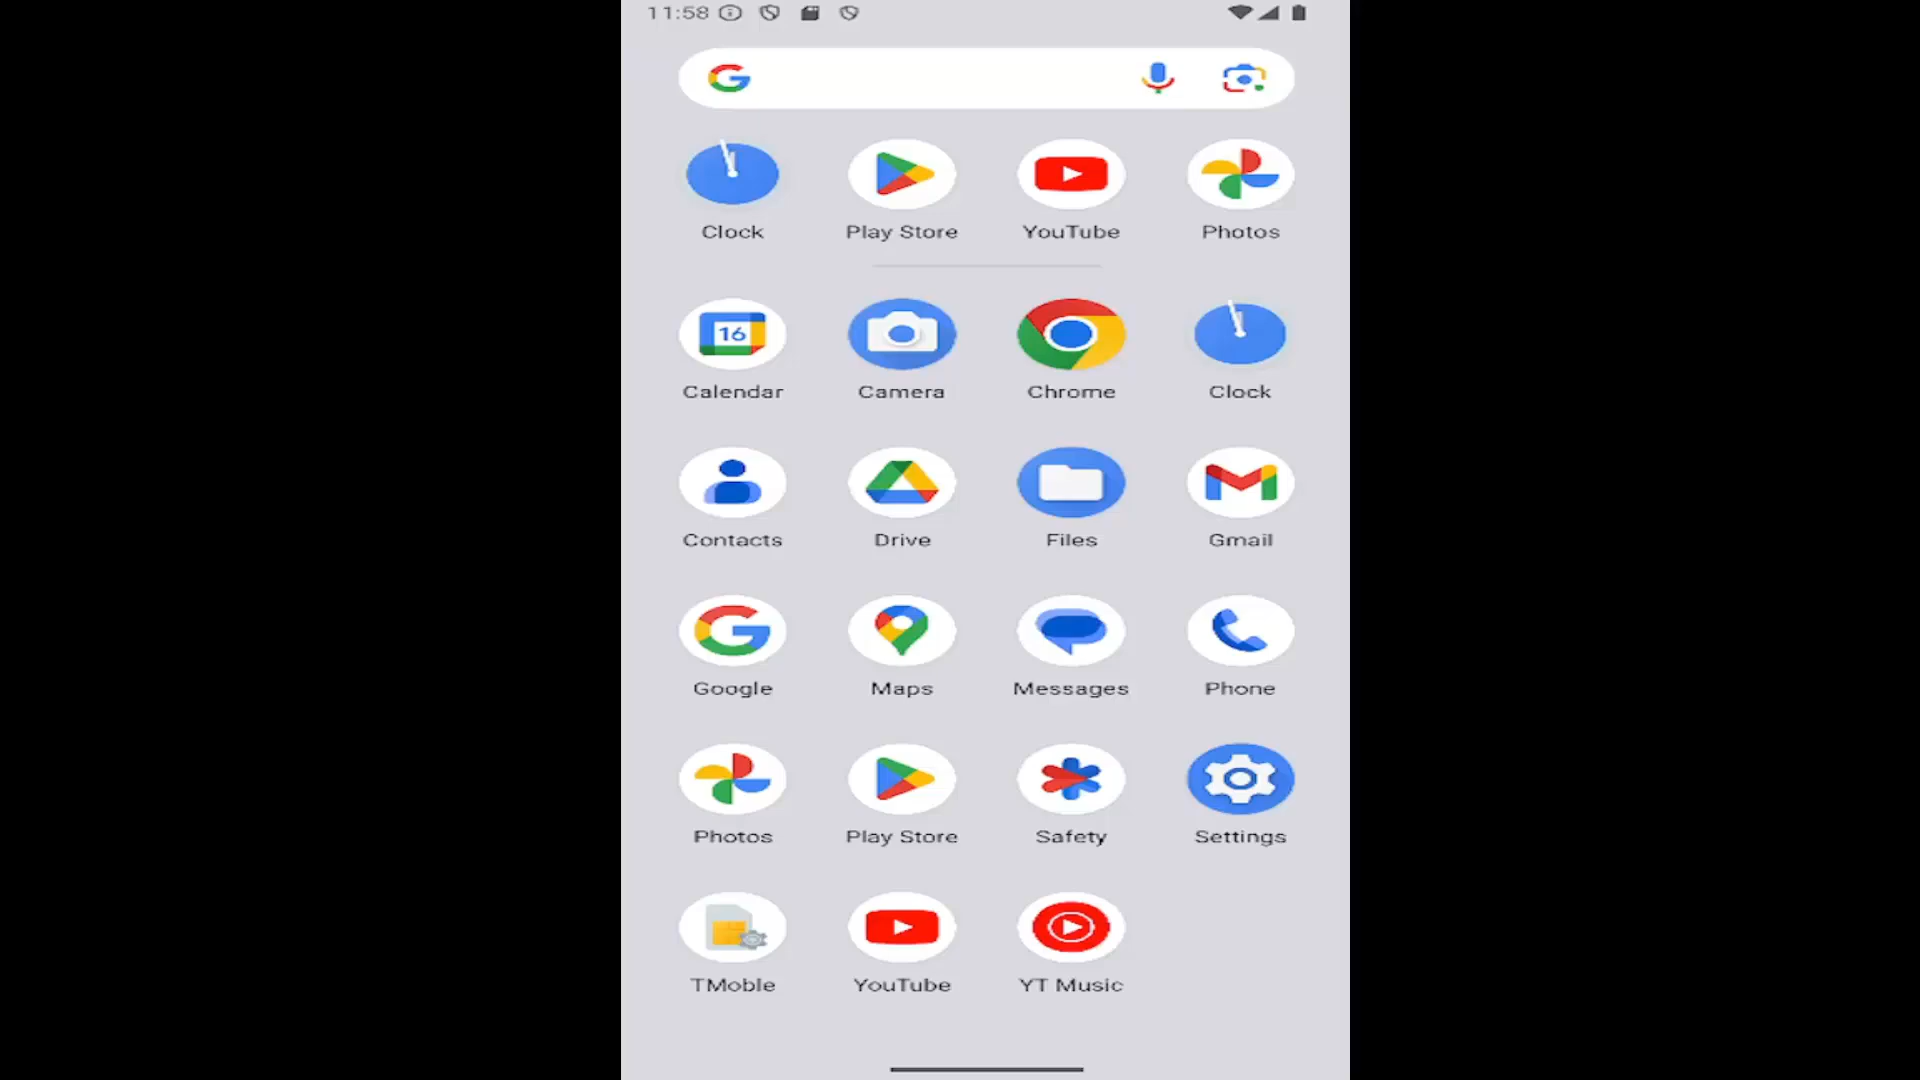 11:58
Clock Play Store YouTube Photos
Calendar Camera Chrome Clock
16
Contacts Drive Files Gmail
Google Maps Messages Phone
Photos Play Store Safety Settings
TMoble YouTube YT Music